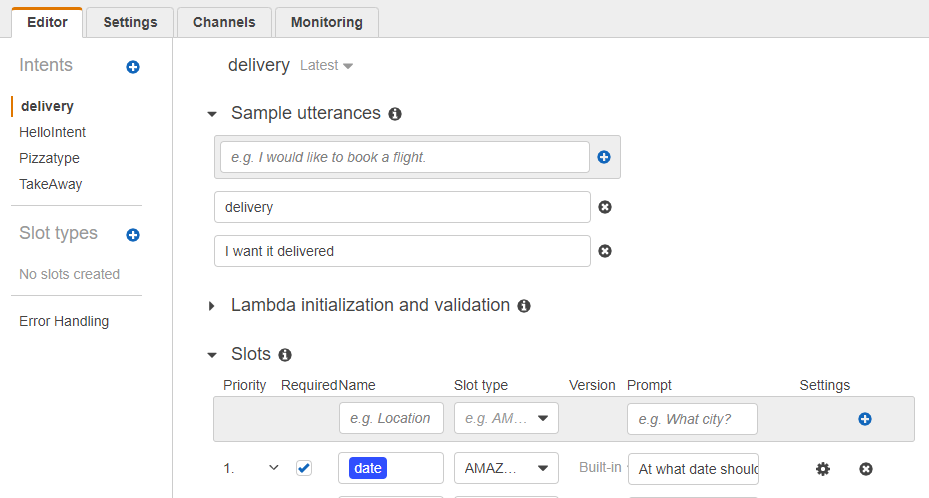 Editor Settings Channels Monitoring
Intents
delivery
HelloIntent
Pizzatype
TakeAway
Slot types
No slots created
Error Handling
delivery Latest
Sample utterances
e.g. I would like to book a flight.
delivery
I want it delivered
Lambda initialization and validation
Slots
Priority Required Name Slot type Version Prompt Settings
e.g. Location e.g. AM... e.g. What city?
1. date AMAZ... Built-in At what date should